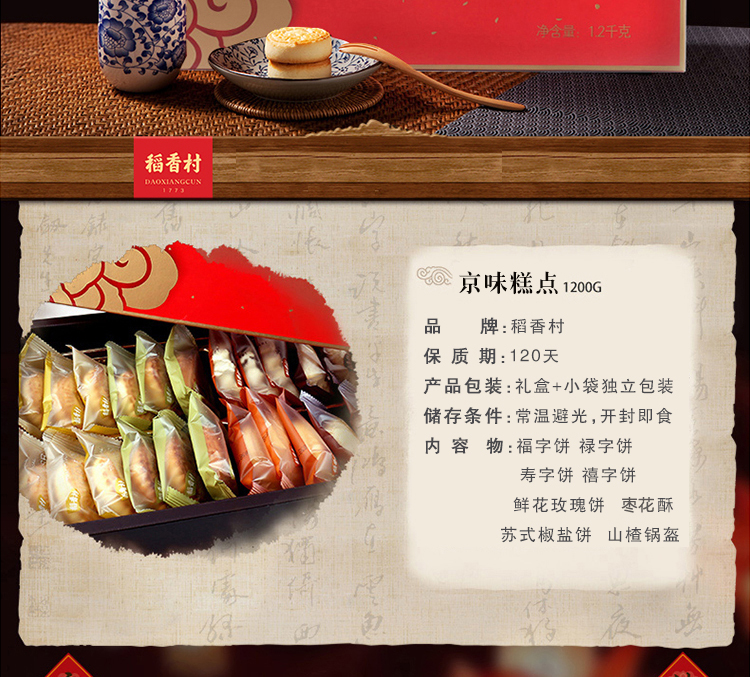 净含量：1.2千克
稻香村
DAOXIANGCUN
1773
京味糕点 1200G
品 牌:稻香村
保 质 期:120天
产品包装:礼盒+小袋独立包装
储存条件:常温避光,开封即食
内 容 物:福字饼 禄字饼
寿字饼 禧字饼
鲜花玫瑰饼 枣花酥
苏式椒盐饼 山楂锅盔